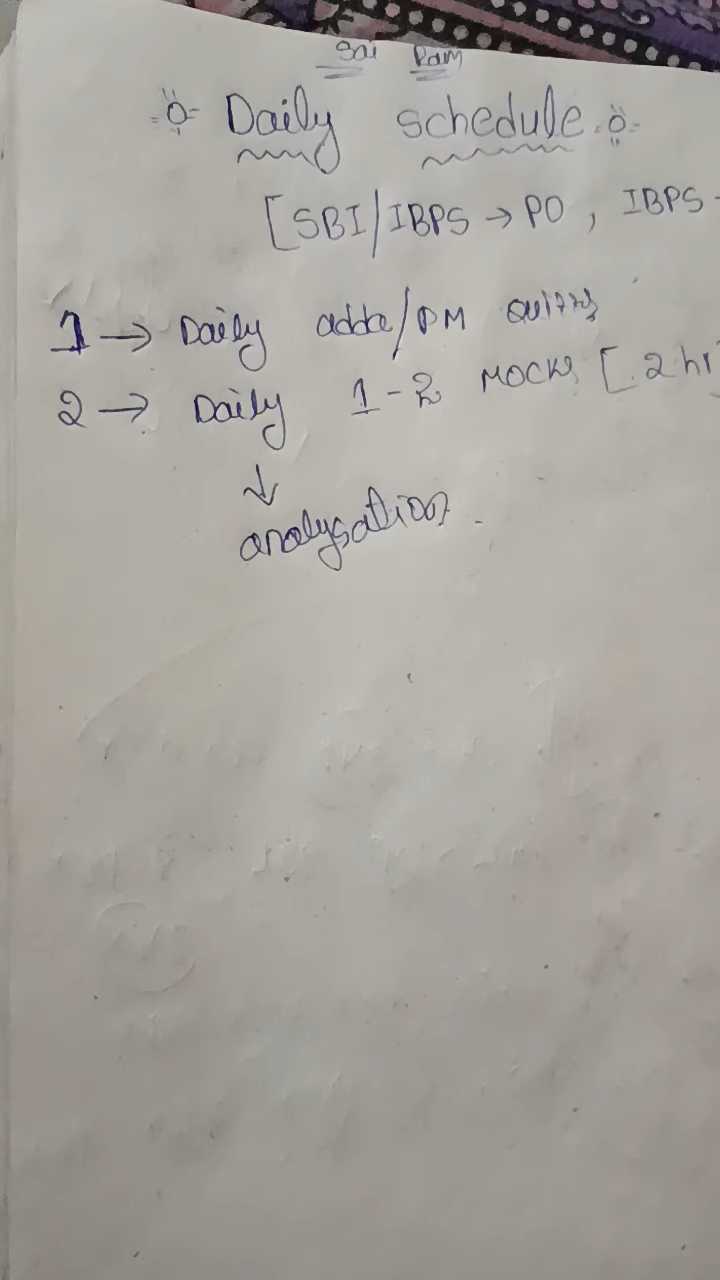 Sai Ram
Daily schedule
[SBI/IBPS → PO, IBPS -
1 → Daily adda/PM quizzs
2 → Daily 1-2 mocks [2 hr]
↓
analysation